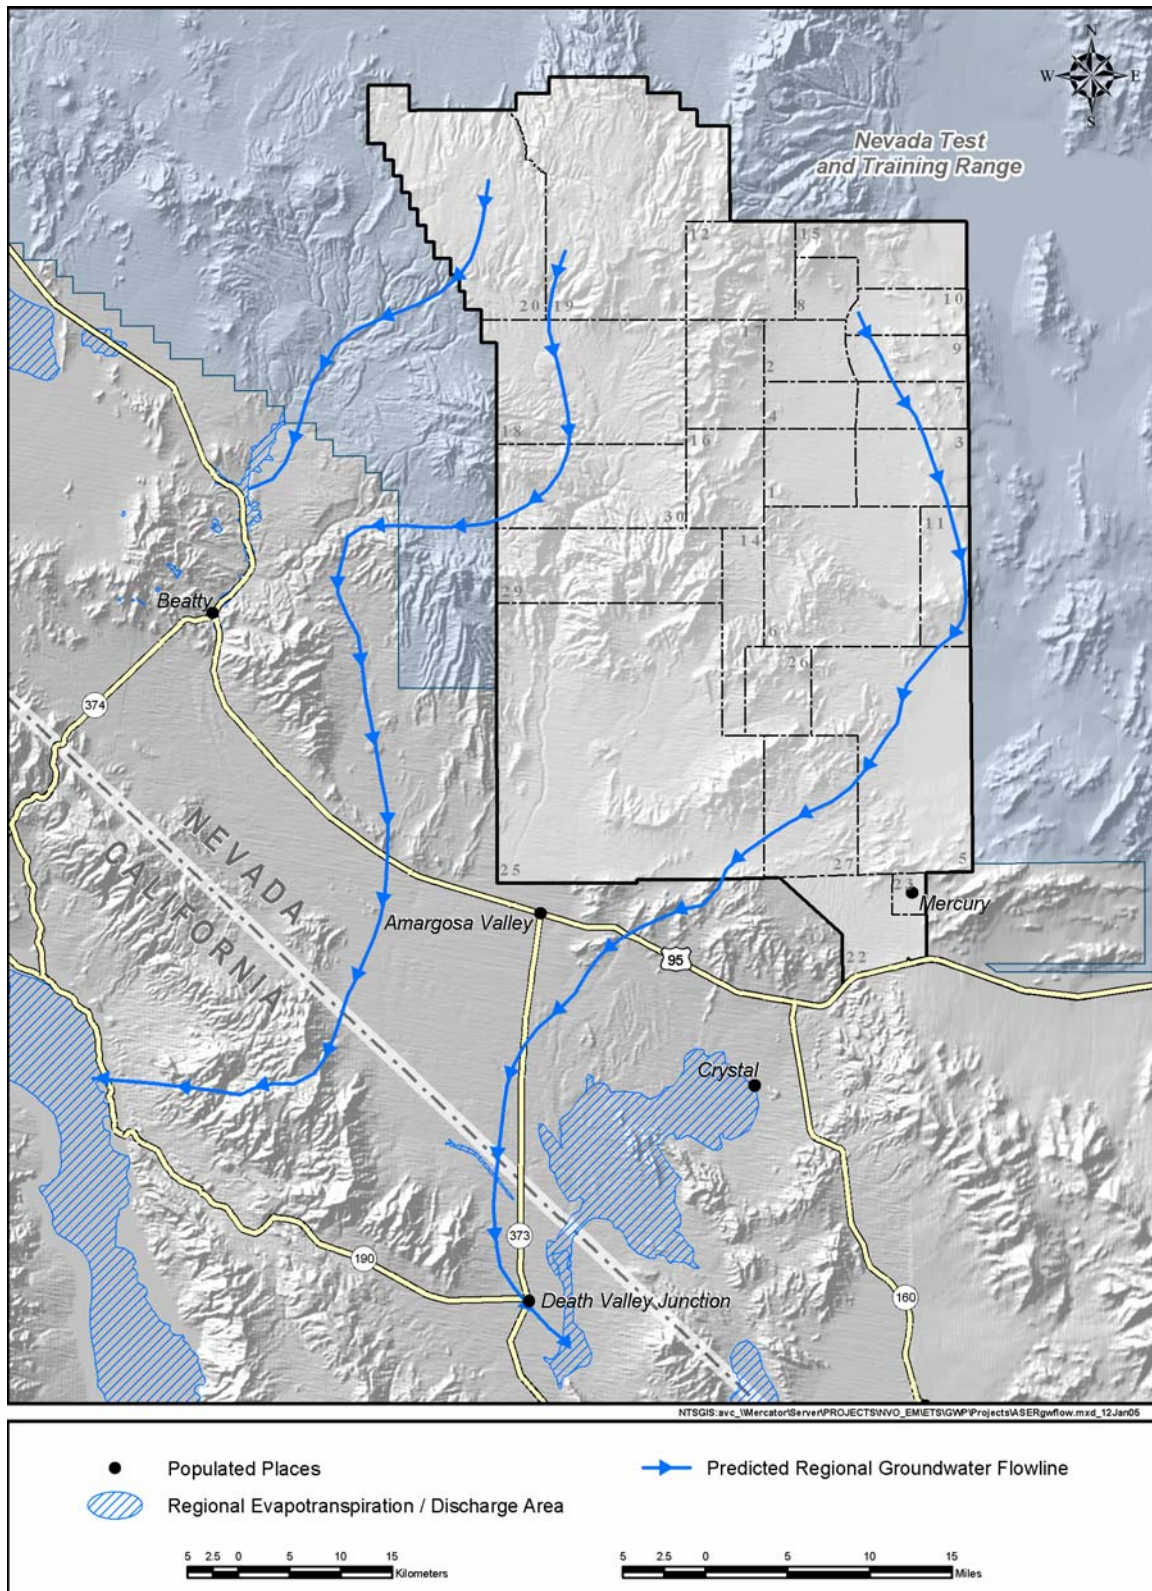 N
W E
S
Nevada Test
and Training Range
12
15
20 19
8
10
17
9
2
7
4
18
16
3
1
30
11
14
29
Beatty
6
26
374
NEVADA
CALIFORNIA
25
27
5
23
Mercury
Amargosa Valley
22
95
Crystal
373
190
Death Valley Junction
160
NTSGIS:avc_\\Mercator\Server\PROJECTS\NVO_EM\ETS\GWP\Projects\ASERgwflow.mxd_12Jan05
Populated Places
Predicted Regional Groundwater Flowline
Regional Evapotranspiration / Discharge Area
5 2.5 0 5 10 15
Kilometers
5 2.5 0 5 10 15
Miles